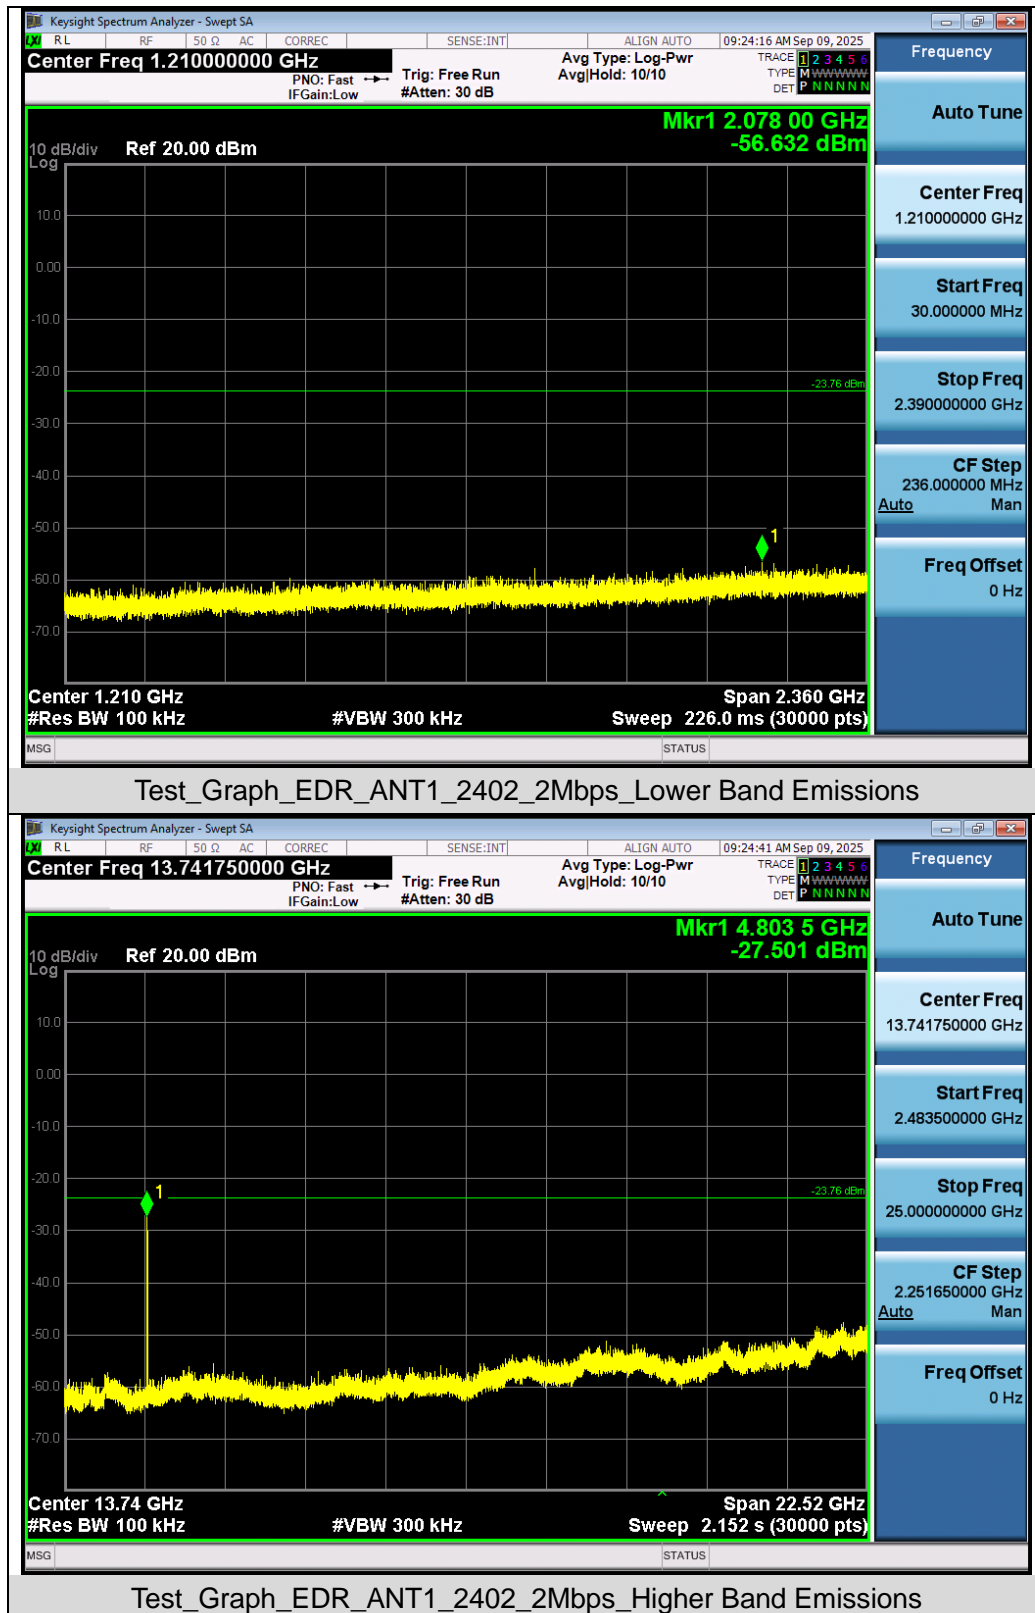 Keysight Spectrum Analyzer - Swept SA
LXI RL RF 50 Ω AC CORREC SENSE:INT ALIGN AUTO 09:24:16 AM Sep 09, 2025
Center Freq 1.210000000 GHz
PNO: Fast
IFGain:Low
Trig: Free Run
#Atten: 30 dB
Avg Type: Log-Pwr
Avg|Hold: 10/10
TRACE 1 2 3 4 5 6
TYPE M WWWWW
DET P N N N N N
Mkr1 2.078 00 GHz
-56.632 dBm
10 dB/div Ref 20.00 dBm
Log
10.0
0.00
-10.0
-20.0
-23.76 dBm
-30.0
-40.0
-50.0
1
-60.0
-70.0
Center 1.210 GHz Span 2.360 GHz
#Res BW 100 kHz #VBW 300 kHz Sweep 226.0 ms (30000 pts)
MSG STATUS
Frequency
Auto Tune
Center Freq
1.210000000 GHz
Start Freq
30.000000 MHz
Stop Freq
2.390000000 GHz
CF Step
236.000000 MHz
Auto Man
Freq Offset
0 Hz
Test_Graph_EDR_ANT1_2402_2Mbps_Lower Band Emissions
Keysight Spectrum Analyzer - Swept SA
LXI RL RF 50 Ω AC CORREC SENSE:INT ALIGN AUTO 09:24:41 AM Sep 09, 2025
Center Freq 13.741750000 GHz
PNO: Fast
IFGain:Low
Trig: Free Run
#Atten: 30 dB
Avg Type: Log-Pwr
Avg|Hold: 10/10
TRACE 1 2 3 4 5 6
TYPE M WWWWW
DET P N N N N N
Mkr1 4.803 5 GHz
-27.501 dBm
10 dB/div Ref 20.00 dBm
Log
10.0
0.00
-10.0
-20.0
1
-23.76 dBm
-30.0
-40.0
-50.0
-60.0
-70.0
Center 13.74 GHz Span 22.52 GHz
#Res BW 100 kHz #VBW 300 kHz Sweep 2.152 s (30000 pts)
MSG STATUS
Frequency
Auto Tune
Center Freq
13.741750000 GHz
Start Freq
2.483500000 GHz
Stop Freq
25.000000000 GHz
CF Step
2.251650000 GHz
Auto Man
Freq Offset
0 Hz
Test_Graph_EDR_ANT1_2402_2Mbps_Higher Band Emissions